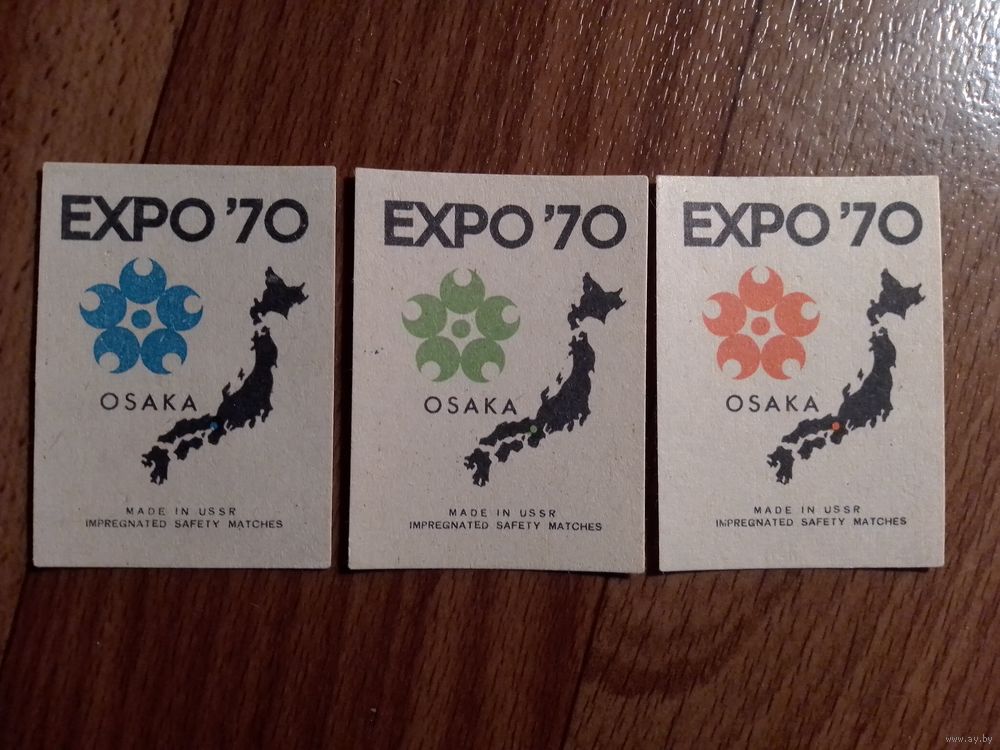 EXPO '70
OSAKA
MADE IN USSR
IMPREGNATED SAFETY MATCHES
EXPO '70
OSAKA
MADE IN USSR
IMPREGNATED SAFETY MATCHES
EXPO '70
OSAKA
MADE IN USSR
IMPREGNATED SAFETY MATCHES
www.ay.by